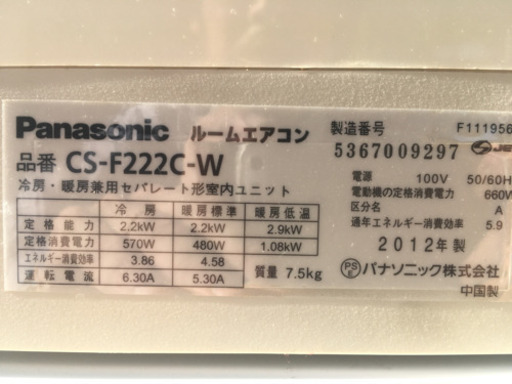 Panasonic ルームエアコン
品番 CS-F222C-W
冷房・暖房兼用セパレート形室内ユニット
冷房 暖房標準 暖房低温
定格能力 2.2kW 2.2kW 2.9kW
定格消費電力 570W 480W 1.08kW
エネルギー消費効率 3.86 4.58
運転電流 6.30A 5.30A
質量 7.5kg
製造番号 F111956
5367009297
電源 100V 50/60H
電動機の定格消費電力 660W
区分名 A
通年エネルギー消費効率 5.9
2012年製
PS E パナソニック株式会社
中国製